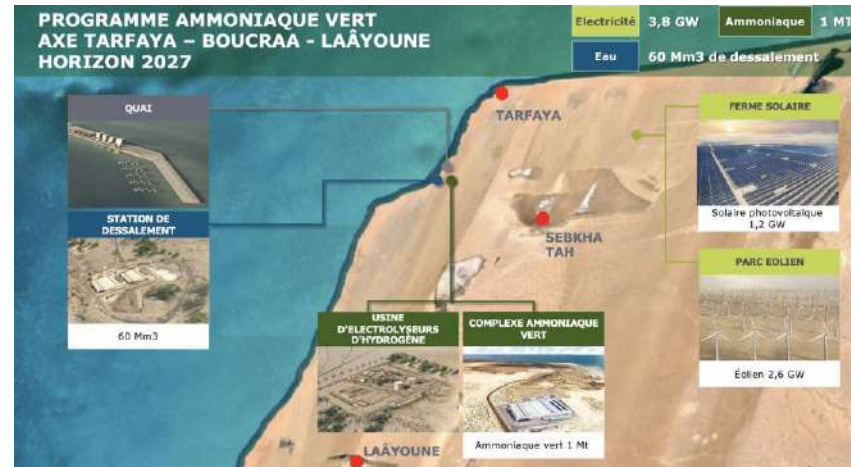 PROGRAMME AMMONIAQUE VERT
AXE TARFAYA – BOUCRAA - LAÂYOUNE
HORIZON 2027
Electricité 3,8 GW Ammoniaque 1 MT
Eau 60 Mm3 de dessalement
QUAI
STATION DE
DESSALEMENT
60 Mm3
TARFAYA
SEBKHA
TAH
FERME SOLAIRE
Solaire photovoltaïque
1,2 GW
PARC EOLIEN
Éolien 2,6 GW
USINE
D'ELECTROLYSEURS
D'HYDROGÈNE
COMPLEXE AMMONIAQUE
VERT
Ammoniaque vert 1 Mt
LAÂYOUNE